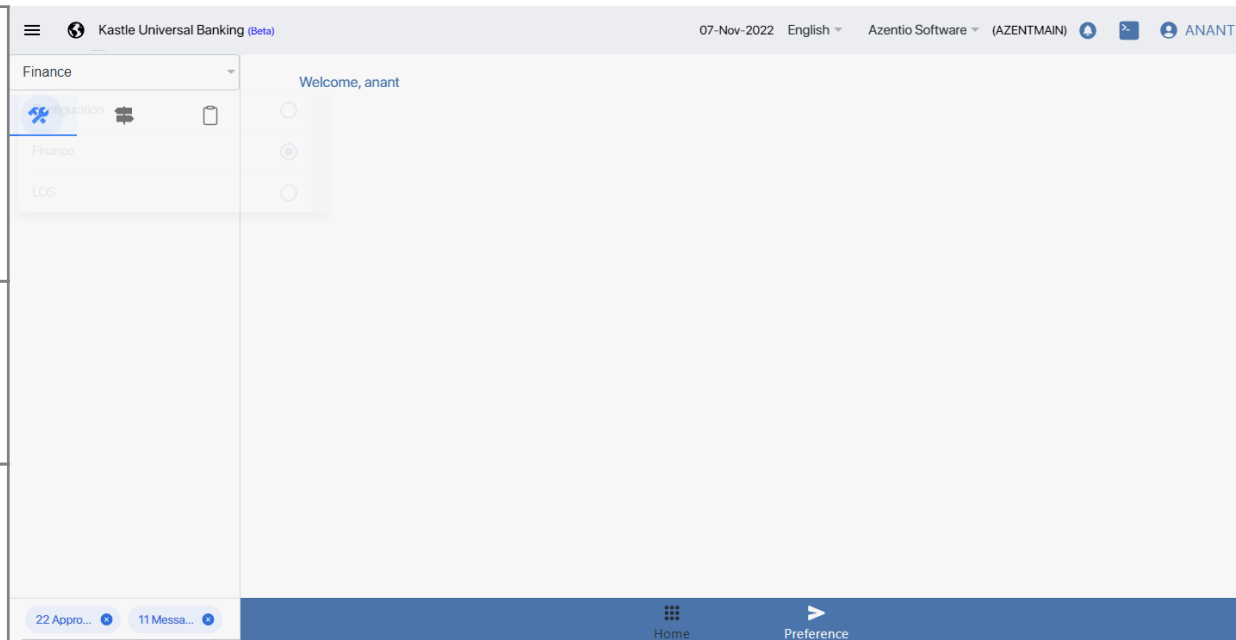 Kastle Universal Banking (Beta) 07-Nov-2022 English Azentio Software (AZENTMAIN) >_ ANANT
Finance
Welcome, anant
Configuration
Finance
LOS
22 Appro... 11 Messa...
Home Preference